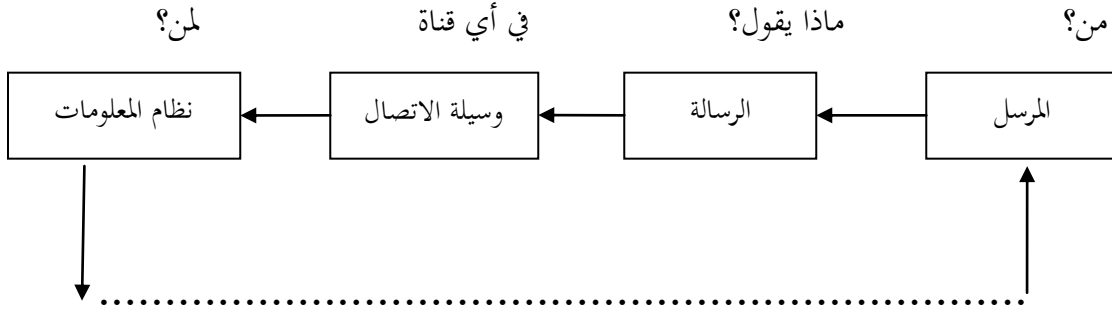 من؟
ماذا يقول؟
في أي قناة
لمن؟
المرسل
الرسالة
وسيلة الاتصال
نظام المعلومات